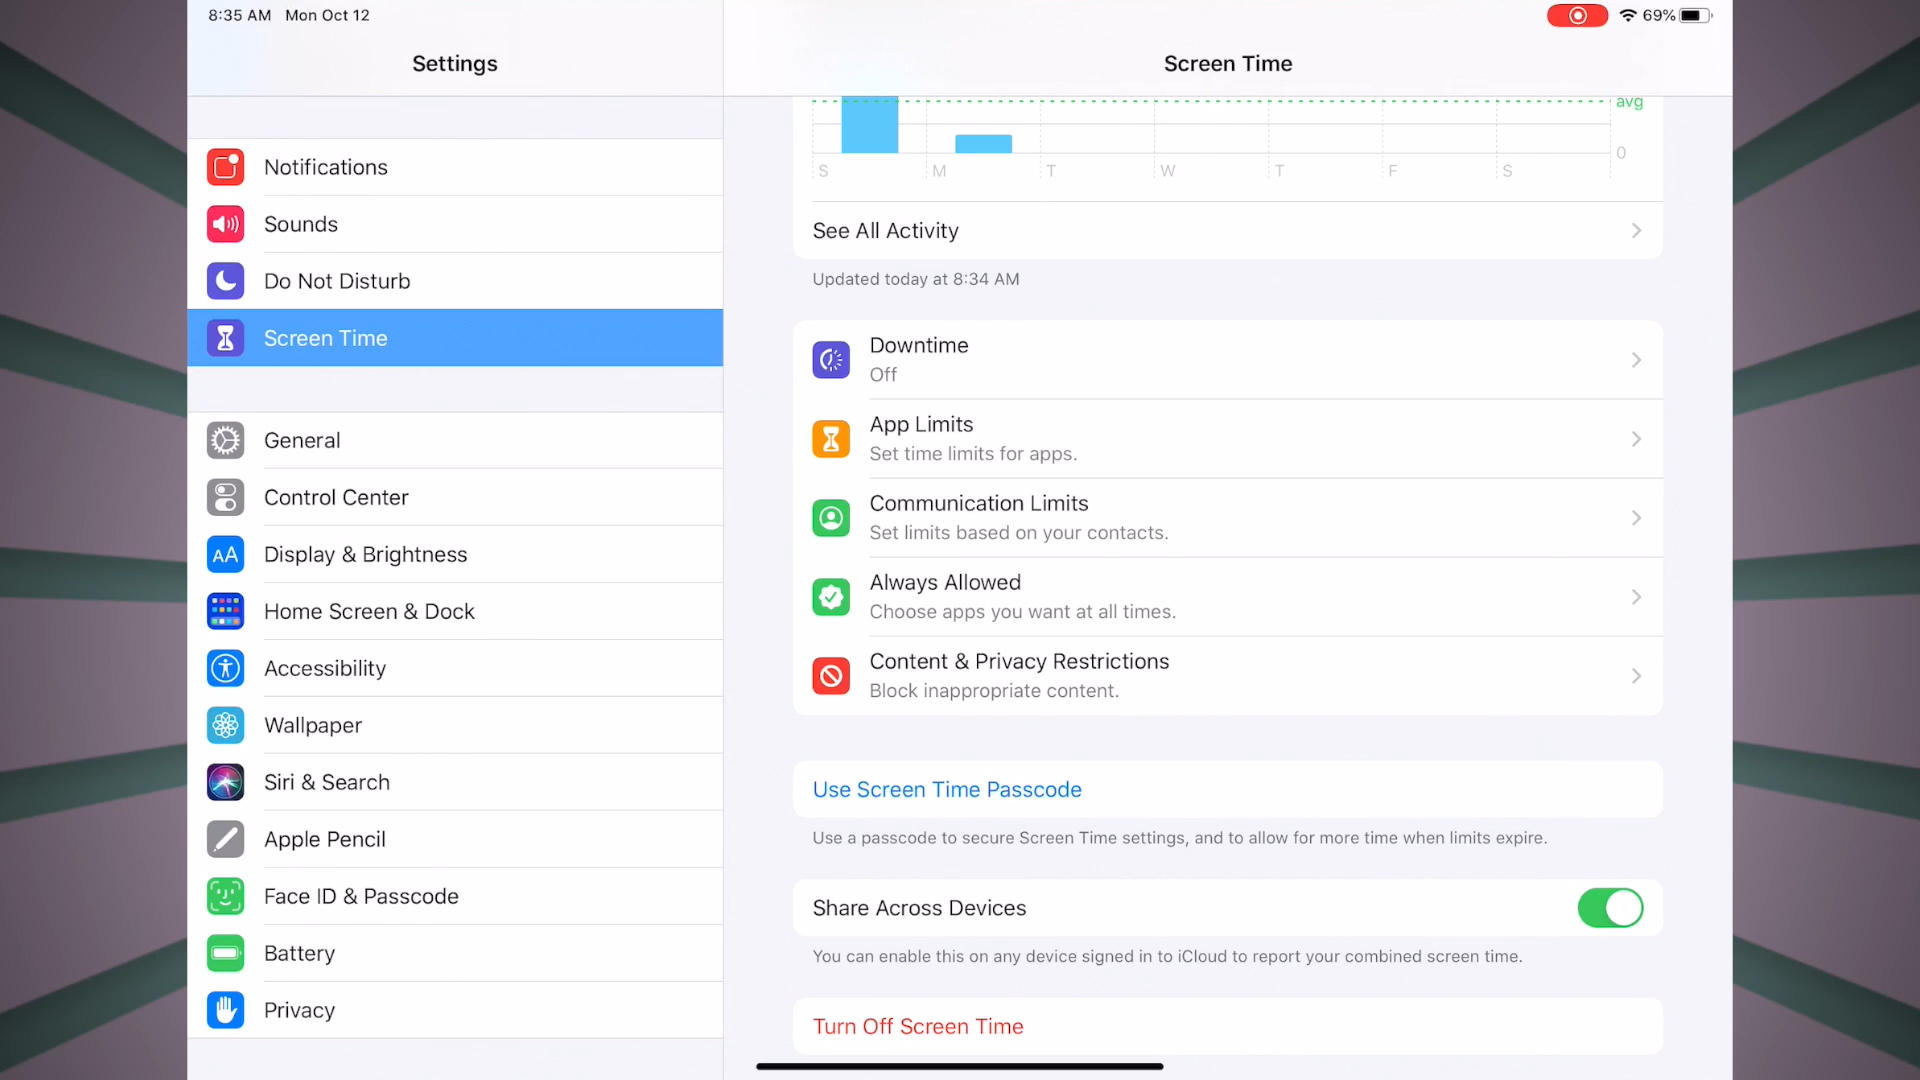 8:35 AM Mon Oct 12
69%
Settings
Screen Time
Notifications
Sounds
Do Not Disturb
Screen Time
General
Control Center
AA
Display & Brightness
Home Screen & Dock
Accessibility
Wallpaper
Siri & Search
Apple Pencil
Face ID & Passcode
Battery
Privacy
avg
0
S M T W T F S
See All Activity
Updated today at 8:34 AM
Downtime
Off
App Limits
Set time limits for apps.
Communication Limits
Set limits based on your contacts.
Always Allowed
Choose apps you want at all times.
Content & Privacy Restrictions
Block inappropriate content.
Use Screen Time Passcode
Use a passcode to secure Screen Time settings, and to allow for more time when limits expire.
Share Across Devices
You can enable this on any device signed in to iCloud to report your combined screen time.
Turn Off Screen Time